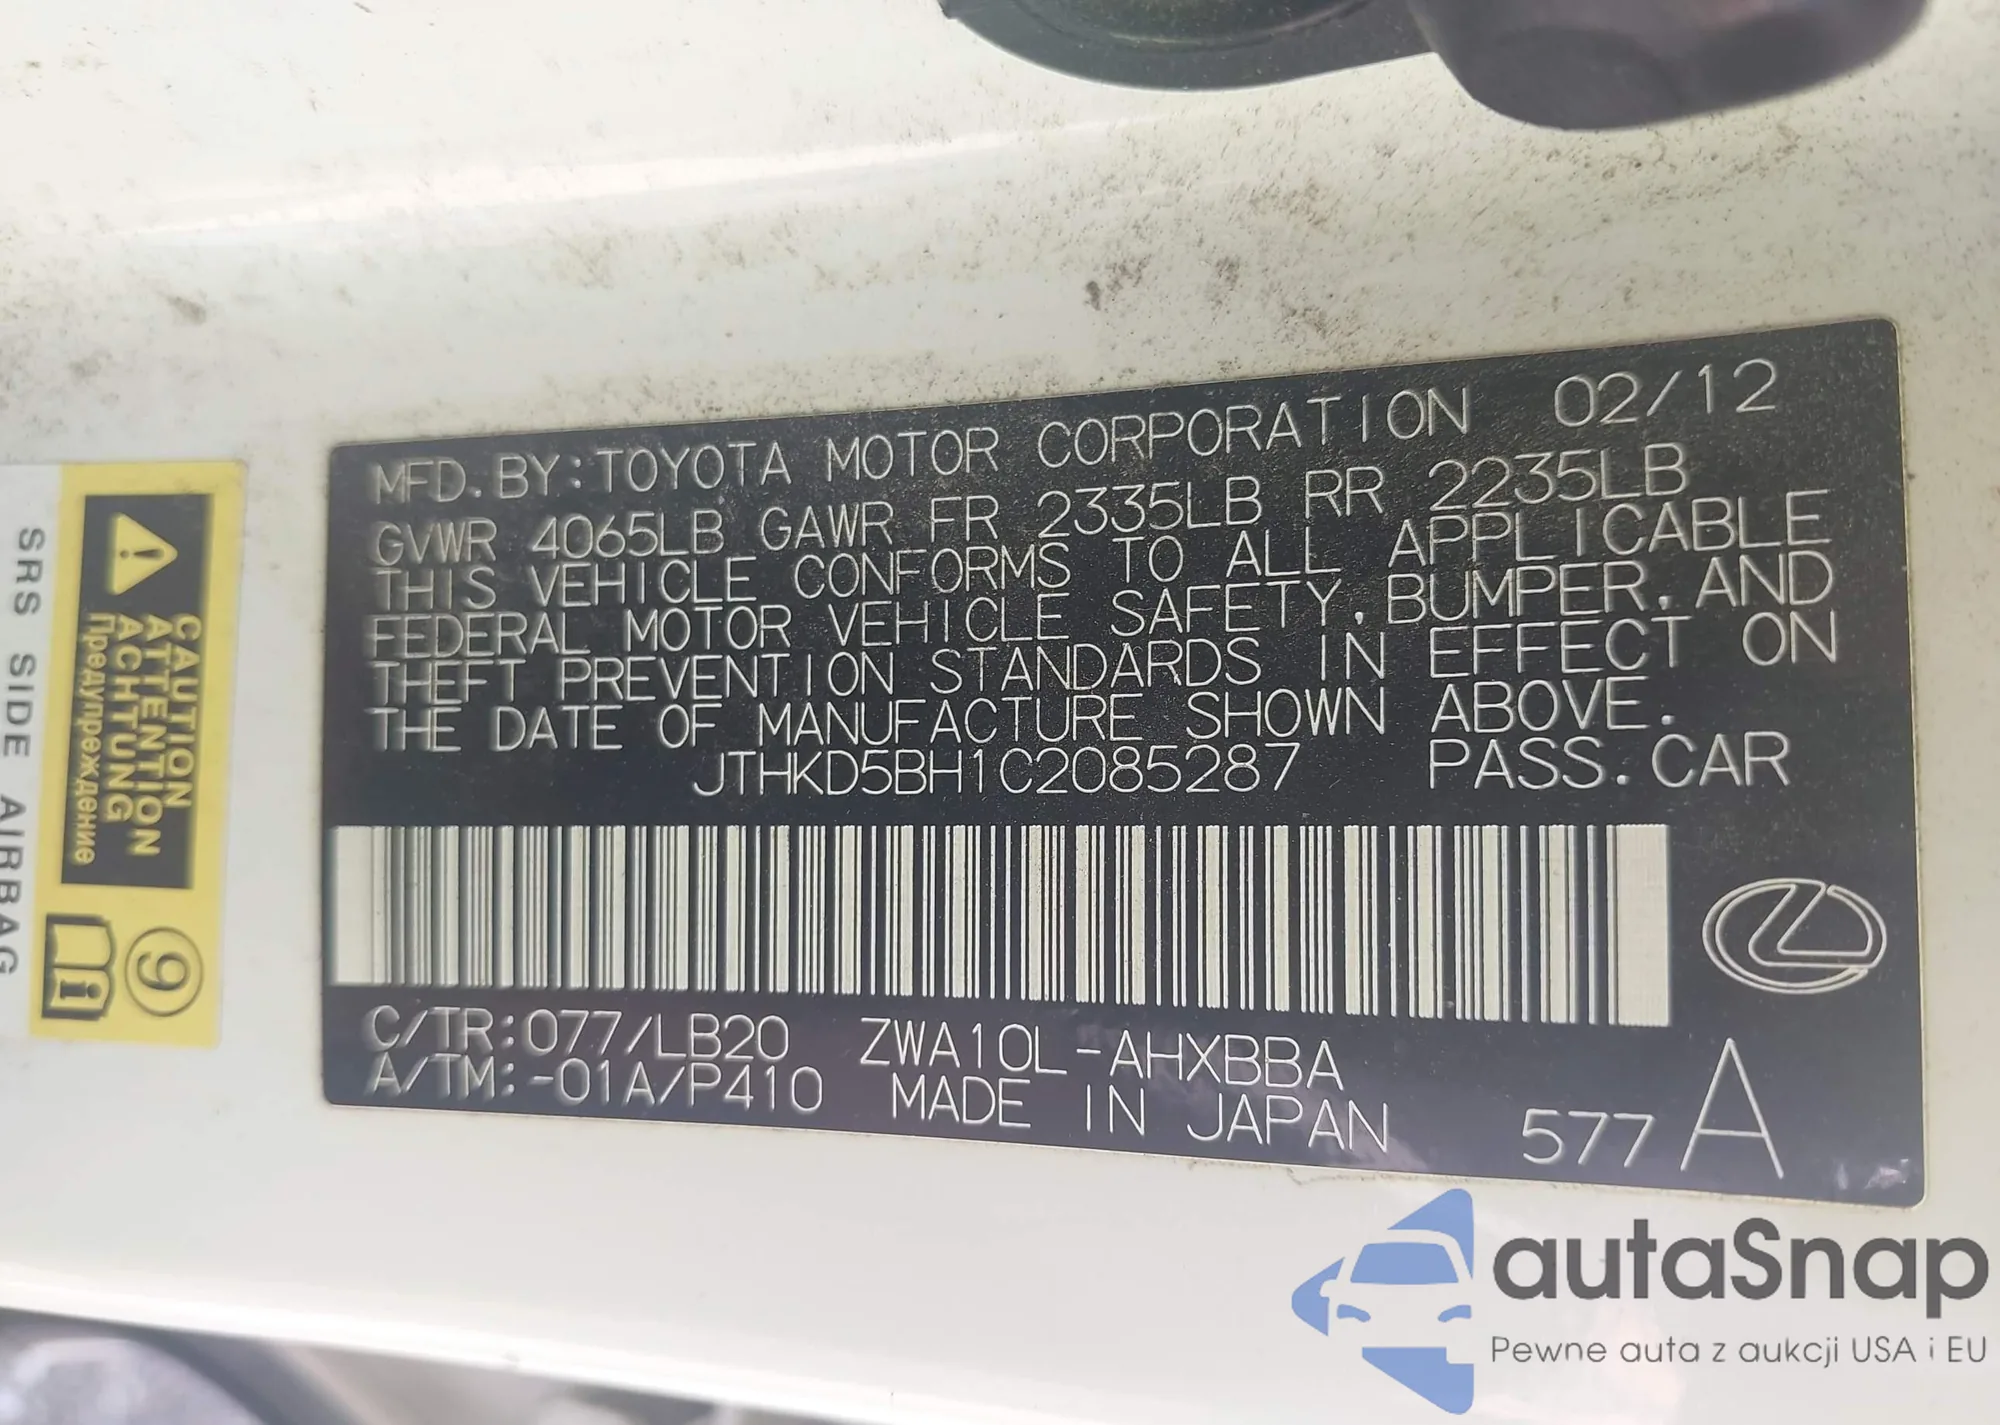 MFD. BY: TOYOTA MOTOR CORPORATION 02/12
GVWR 4065LB GAWR FR 2335LB RR 2235LB
THIS VEHICLE CONFORMS TO ALL APPLICABLE
FEDERAL MOTOR VEHICLE SAFETY, BUMPER, AND
THEFT PREVENTION STANDARDS IN EFFECT ON
THE DATE OF MANUFACTURE SHOWN ABOVE.
JTHKD5BH1C2085287 PASS. CAR
C/TR:077/LB20 ZWA10L-AHXBBA
A/TM:-01A/P410 MADE IN JAPAN 577 A
CAUTION
ATTENTION
ACHTUNG
Предупреждение
9
i
SRS SIDE AIRBAG
autaSnap
Pewne auta z aukcji USA i EU